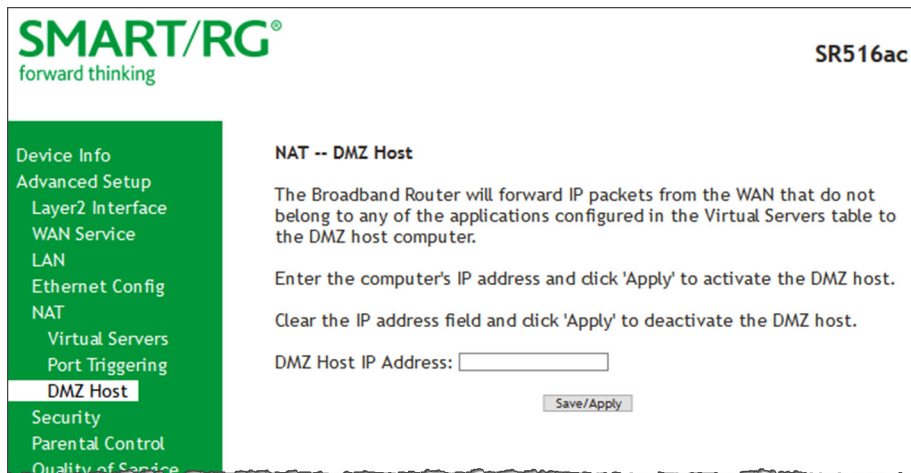 SMART/RG®
forward thinking
SR516ac
Device Info
Advanced Setup
Layer2 Interface
WAN Service
LAN
Ethernet Config
NAT
Virtual Servers
Port Triggering
DMZ Host
Security
Parental Control
Quality of Service
NAT -- DMZ Host
The Broadband Router will forward IP packets from the WAN that do not
belong to any of the applications configured in the Virtual Servers table to
the DMZ host computer.
Enter the computer's IP address and click 'Apply' to activate the DMZ host.
Clear the IP address field and click 'Apply' to deactivate the DMZ host.
DMZ Host IP Address:
Save/Apply